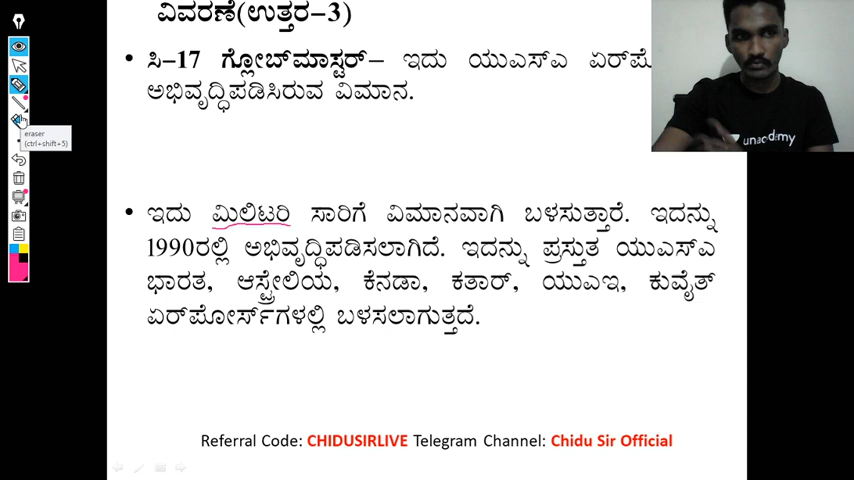 ವಿವರಣೆ(ಉತ್ತರ-3)
• ಸಿ-17 ಗ್ಲೋಬ್‌ಮಾಸ್ಟರ್- ಇದು ಯುಎಸ್ಎ
ಅಭಿವೃದ್ಧಿಪಡಿಸಿರುವ ವಿಮಾನ.
unacademy
eraser
(ctrl+shift+5)
• ಇದು ಮಿಲಿಟರಿ ಸಾರಿಗೆ ವಿಮಾನವಾಗಿ ಬಳಸುತ್ತಾರೆ. ಇದನ್ನು
1990ರಲ್ಲಿ ಅಭಿವೃದ್ಧಿಪಡಿಸಲಾಗಿದೆ. ಇದನ್ನು ಪ್ರಸ್ತುತ ಯುಎಸ್ಎ
ಭಾರತ, ಆಸ್ಟ್ರೇಲಿಯ, ಕೆನಡಾ, ಕತಾರ್, ಯುಎಇ, ಕುವೈತ್
ಏರ್‌ಪೋರ್ಸ್‌ಗಳಲ್ಲಿ ಬಳಸಲಾಗುತ್ತದೆ.
Referral Code: CHIDUSIRLIVE Telegram Channel: Chidu Sir Official